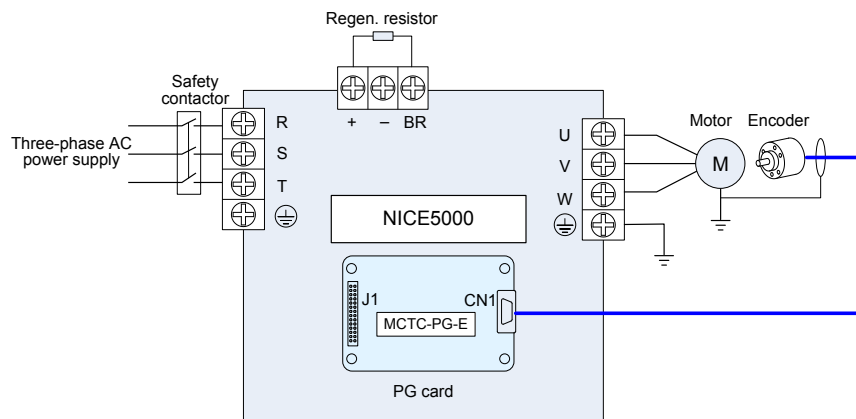 Regen. resistor
Safety
contactor
Three-phase AC
power supply
R
S
T
+
–
BR
U
V
W
Motor
Encoder
M
NICE5000
J1
CN1
MCTC-PG-E
PG card